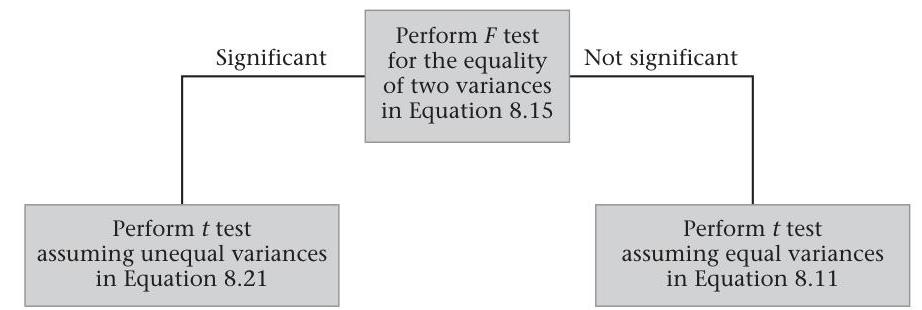 Perform F test
for the equality
of two variances
in Equation 8.15
Significant
Not significant
Perform t test
assuming unequal variances
in Equation 8.21
Perform t test
assuming equal variances
in Equation 8.11